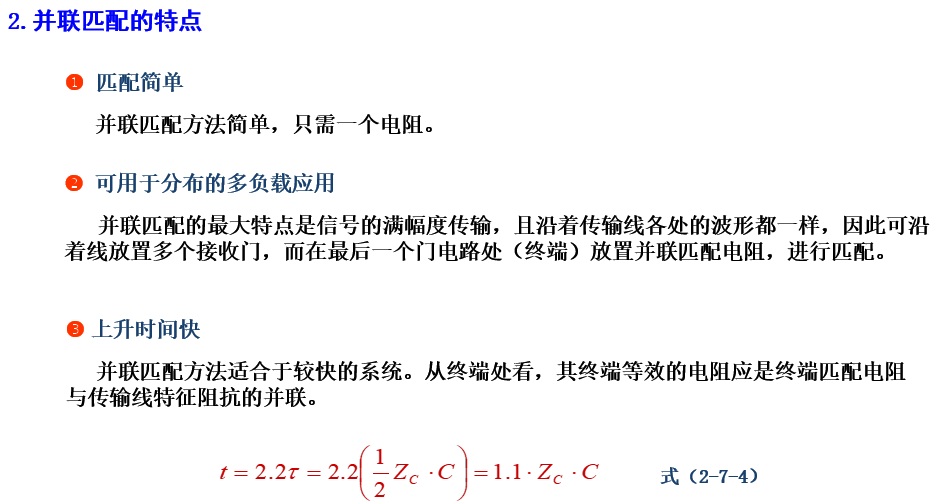 2.并联匹配的特点
❶ 匹配简单
并联匹配方法简单，只需一个电阻。
❷ 可用于分布的多负载应用
并联匹配的最大特点是信号的满幅度传输，且沿着传输线各处的波形都一样，因此可沿
着线放置多个接收门，而在最后一个门电路处（终端）放置并联匹配电阻，进行匹配。
❸ 上升时间快
并联匹配方法适合于较快的系统。从终端处看，其终端等效的电阻应是终端匹配电阻
与传输线特征阻抗的并联。
t = 2.2τ = 2.2(1/2 Z_C · C) = 1.1 · Z_C · C 式（2-7-4）